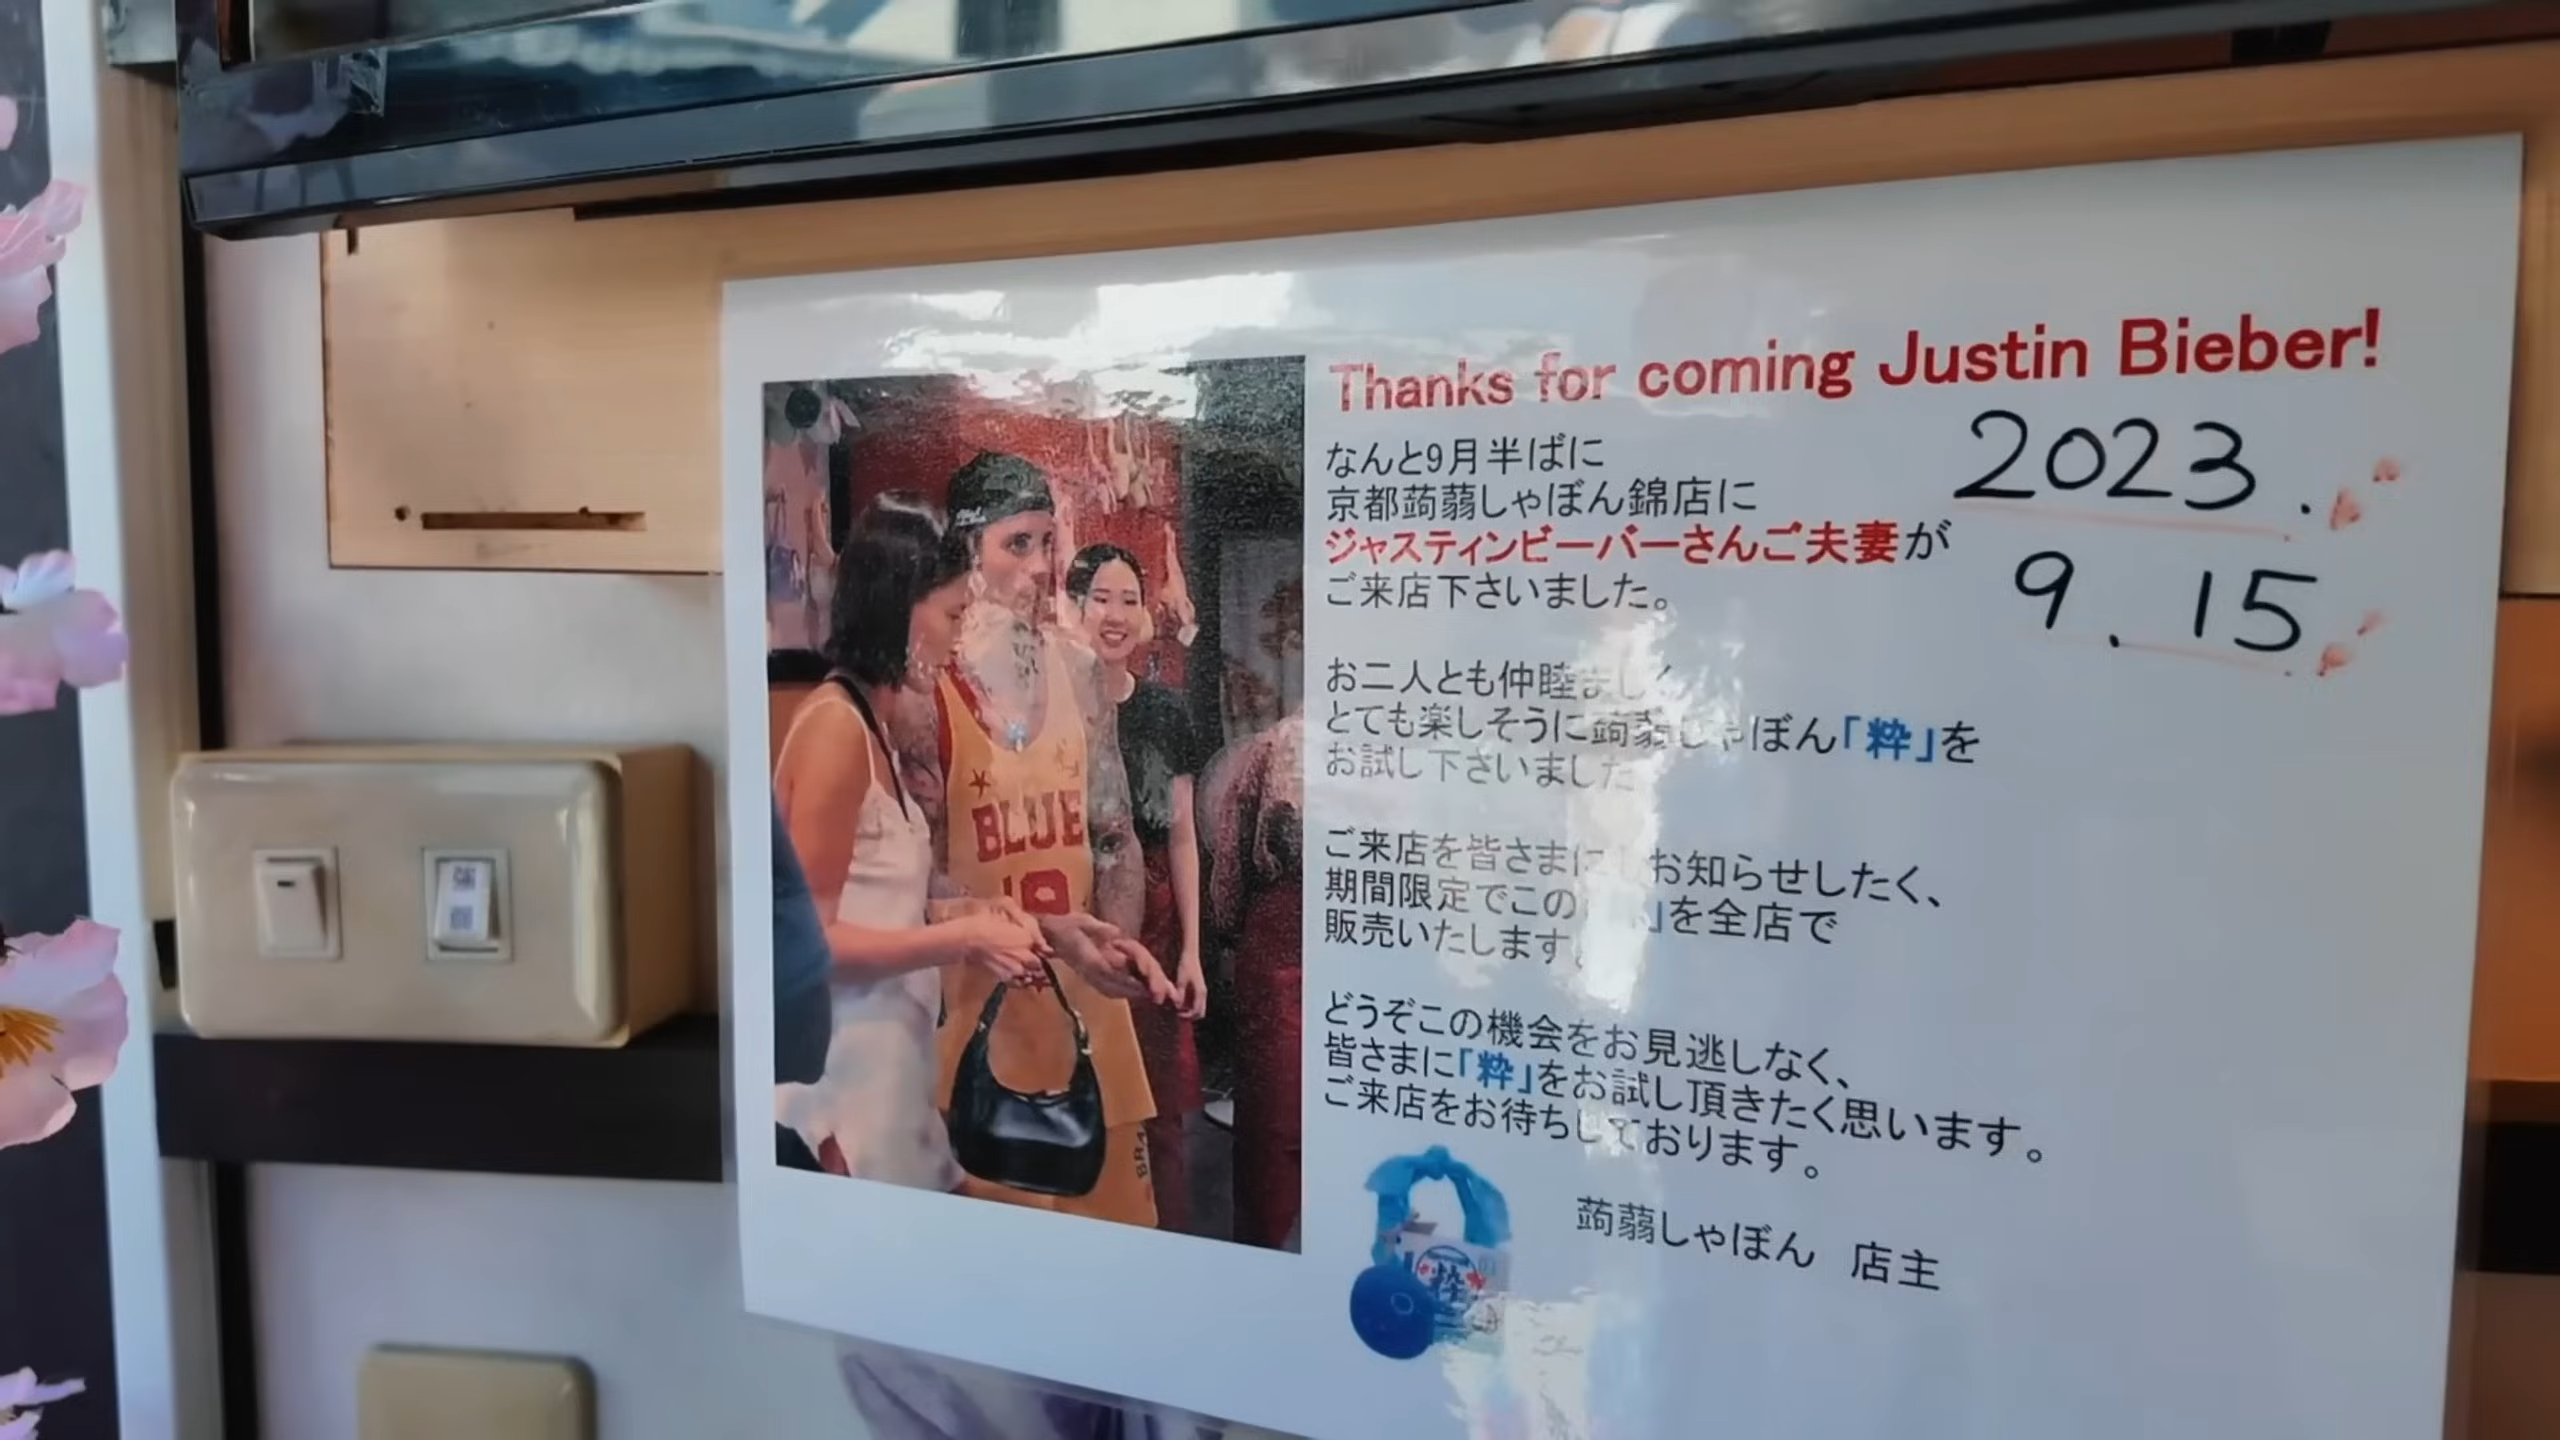 Thanks for coming Justin Bieber!
2023.
9.15
なんと9月半ばに
京都蒟蒻しゃぼん錦店に
ジャスティンビーバーさんご夫妻が
ご来店下さいました。
お二人とも仲睦まじく
とても楽しそうに蒟蒻しゃぼん「粋」を
お試し下さいました
ご来店を皆さまに お知らせしたく、
期間限定でこの 」を全店で
販売いたします。
どうぞこの機会をお見逃しなく、
皆さまに「粋」をお試し頂きたく思います。
ご来店をお待ちしております。
蒟蒻しゃぼん 店主
BLUE
粋